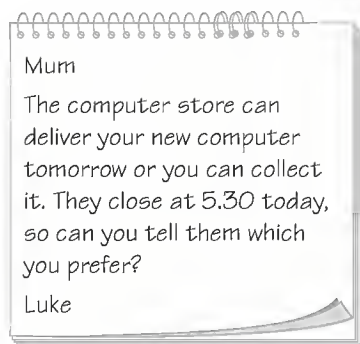 Mum
The computer store can
deliver your new computer
tomorrow or you can collect
it. They close at 5.30 today,
so can you tell them which
you prefer?
Luke